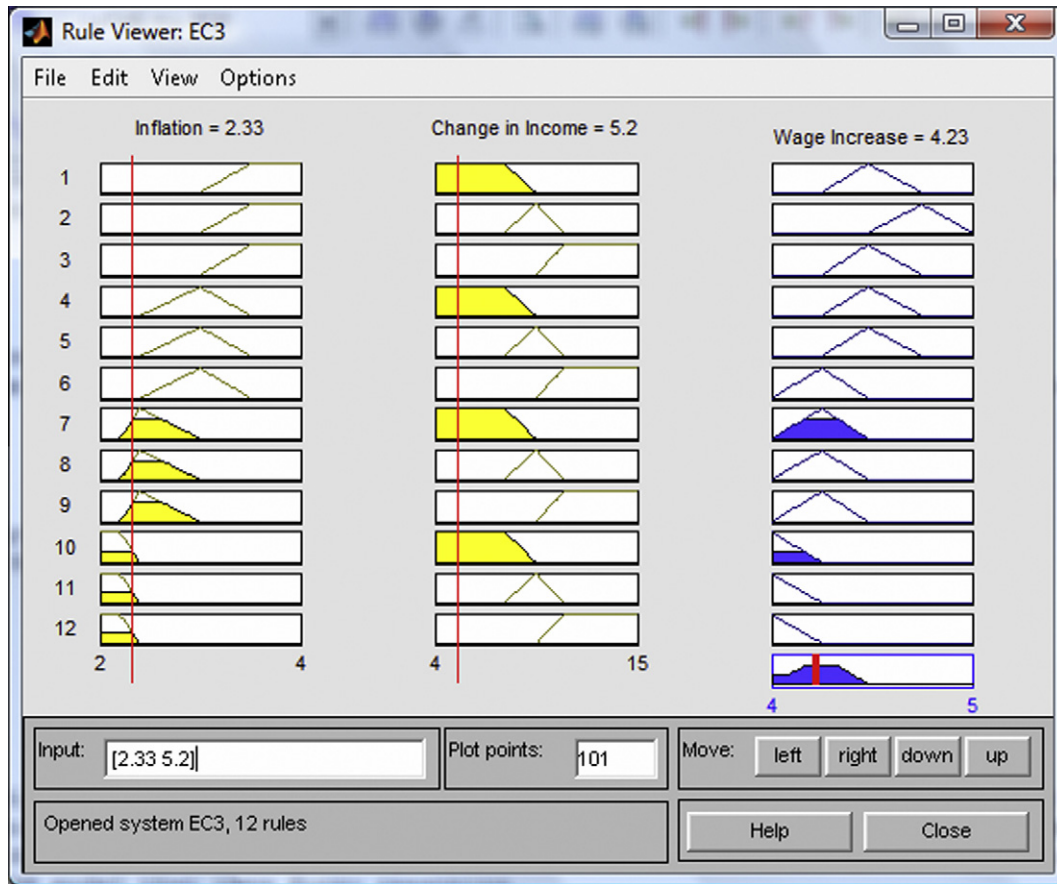 Rule Viewer: EC3
File Edit View Options
Inflation = 2.33
Change in Income = 5.2
Wage Increase = 4.23
1
2
3
4
5
6
7
8
9
10
11
12
2 4
4 15
4 5
Input: [2.33 5.2]
Plot points: 101
Move: left right down up
Opened system EC3, 12 rules
Help Close